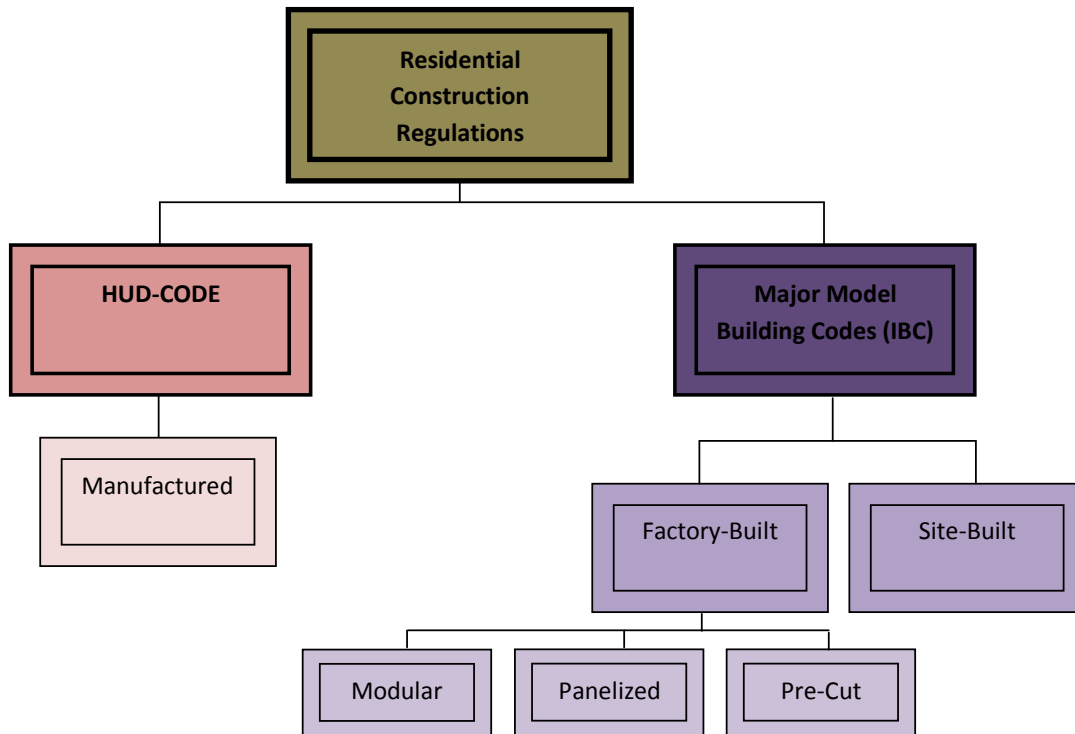 Residential
Construction
Regulations
HUD-CODE
Major Model
Building Codes (IBC)
Manufactured
Factory-Built
Site-Built
Modular
Panelized
Pre-Cut